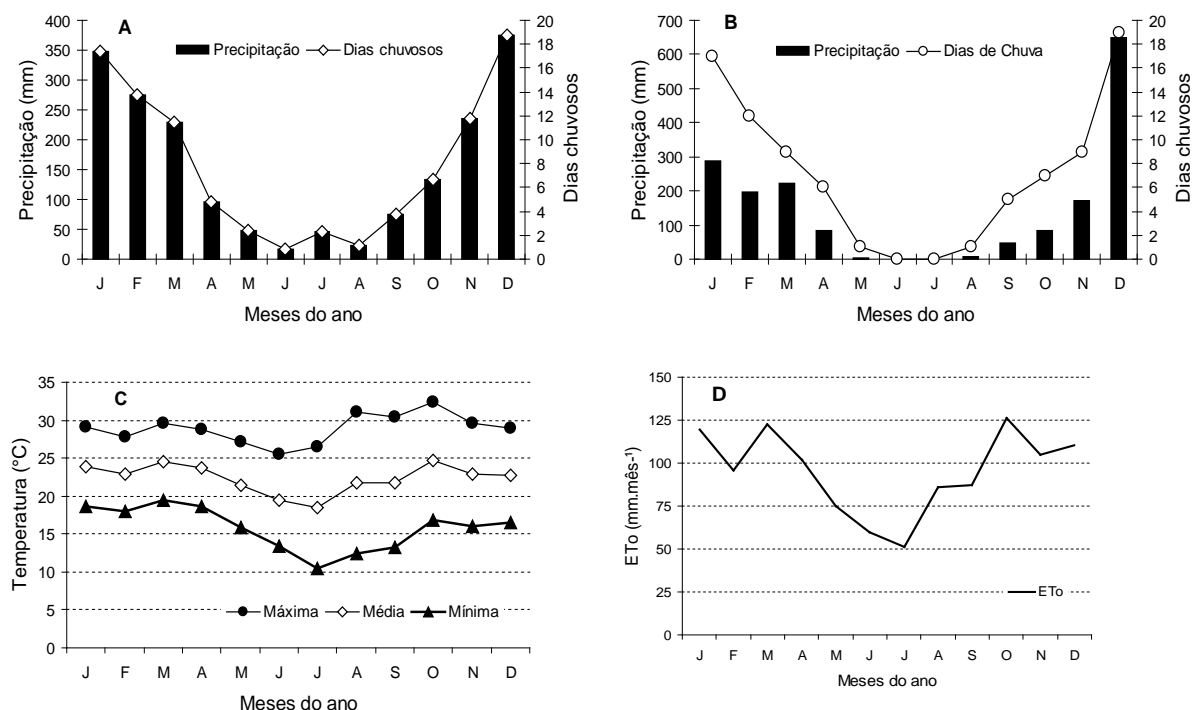 A
Precipitação
Dias chuvosos
Precipitação (mm)
400
350
300
250
200
150
100
50
0
20
18
16
14
12
10
8
6
4
2
0
Dias chuvosos
J F M A M J J A S O N D
Meses do ano
B
Precipitação
Dias de Chuva
Precipitação (mm)
700
600
500
400
300
200
100
0
20
18
16
14
12
10
8
6
4
2
0
Dias chuvosos
J F M A M J J A S O N D
Meses do ano
C
Temperatura (°C)
35
30
25
20
15
10
5
0
Máxima Média Mínima
J F M A M J J A S O N D
Meses do ano
D
ETo (mm.mês-¹)
150
125
100
75
50
25
0
ETo
J F M A M J J A S O N D
Meses do ano